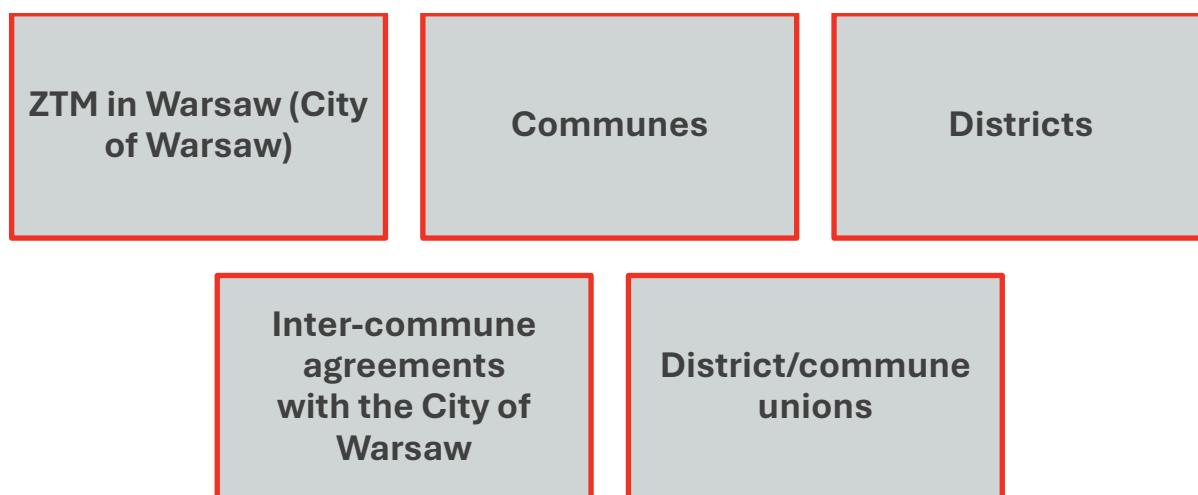 ZTM in Warsaw (City
of Warsaw)
Communes
Districts
Inter-commune
agreements
with the City of
Warsaw
District/commune
unions